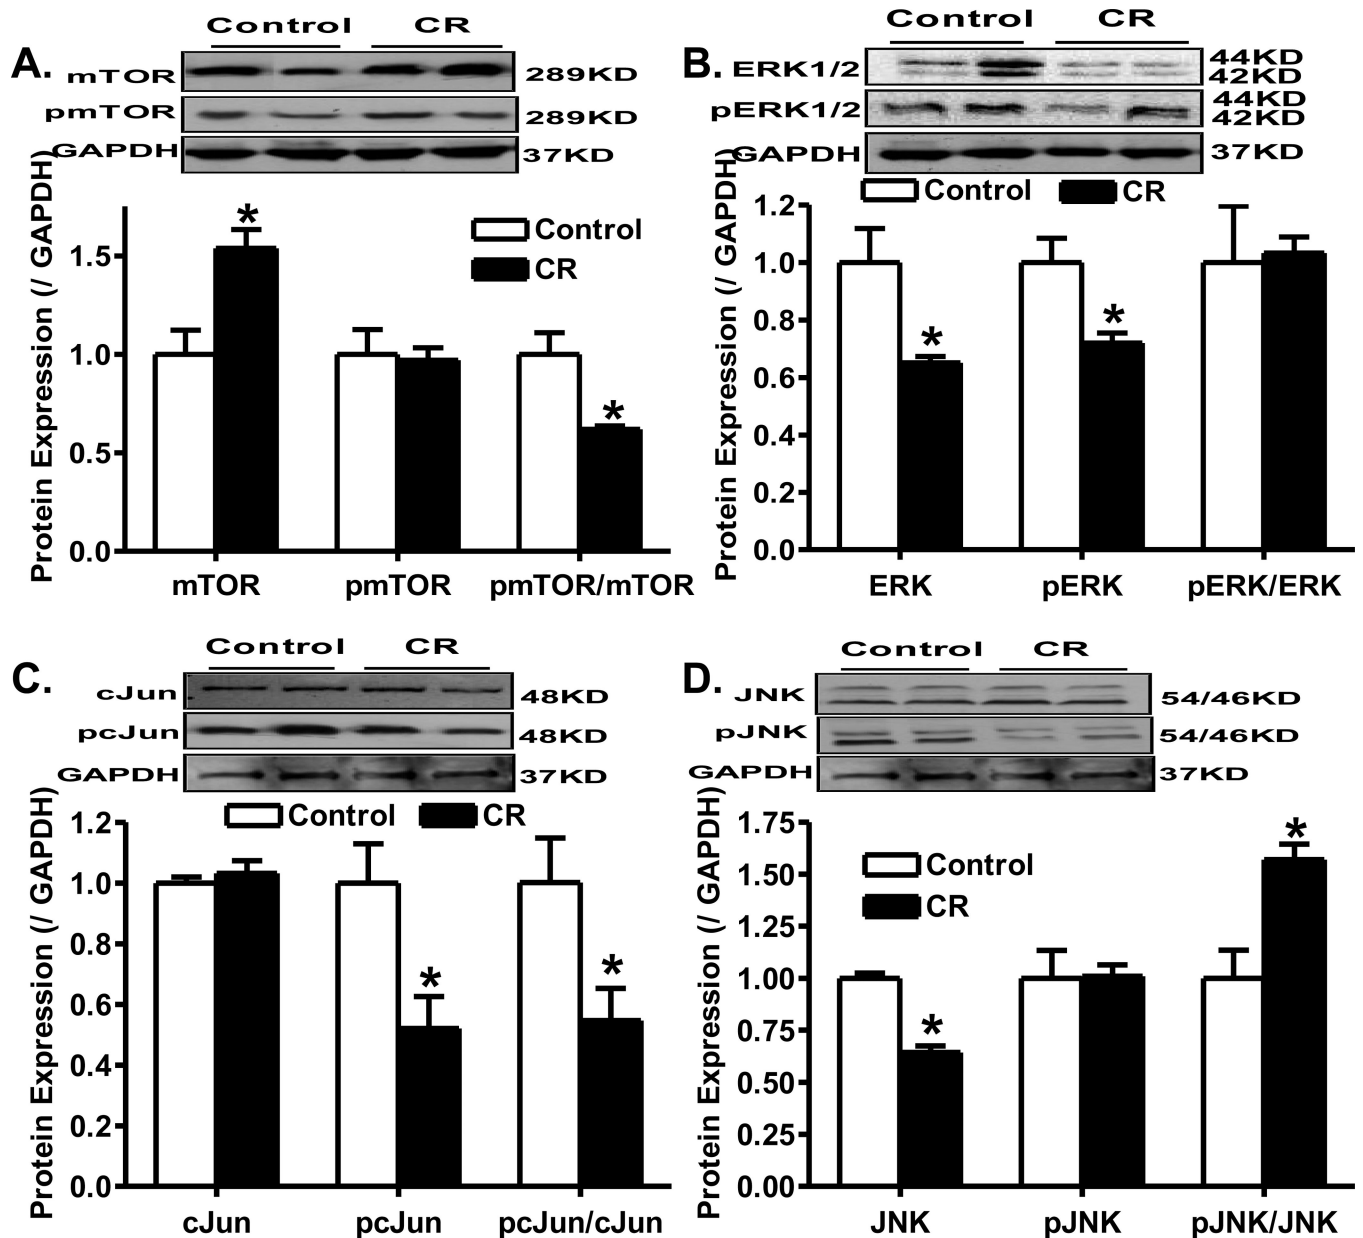 Control CR
A. mTOR 289KD
pmTOR 289KD
GAPDH 37KD
Protein Expression (/ GAPDH)
* Control
CR
1.5
1.0
*
0.5
0.0
mTOR pmTOR pmTOR/mTOR
Control CR
B. ERK1/2 44KD
42KD
pERK1/2 44KD
42KD
GAPDH 37KD
Control CR
Protein Expression (/ GAPDH)
1.2
1.0
0.8
* *
0.6
0.4
0.2
0.0
ERK pERK pERK/ERK
Control CR
C. cJun 48KD
pcJun 48KD
GAPDH 37KD
Control CR
Protein Expression (/ GAPDH)
1.2
1.0
0.8
* *
0.6
0.4
0.2
0.0
cJun pcJun pcJun/cJun
Control CR
D. JNK 54/46KD
pJNK 54/46KD
GAPDH 37KD
Protein Expression (/ GAPDH)
1.75
*
Control
CR
1.50
1.25
1.00
*
0.75
0.50
0.25
0.00
JNK pJNK pJNK/JNK